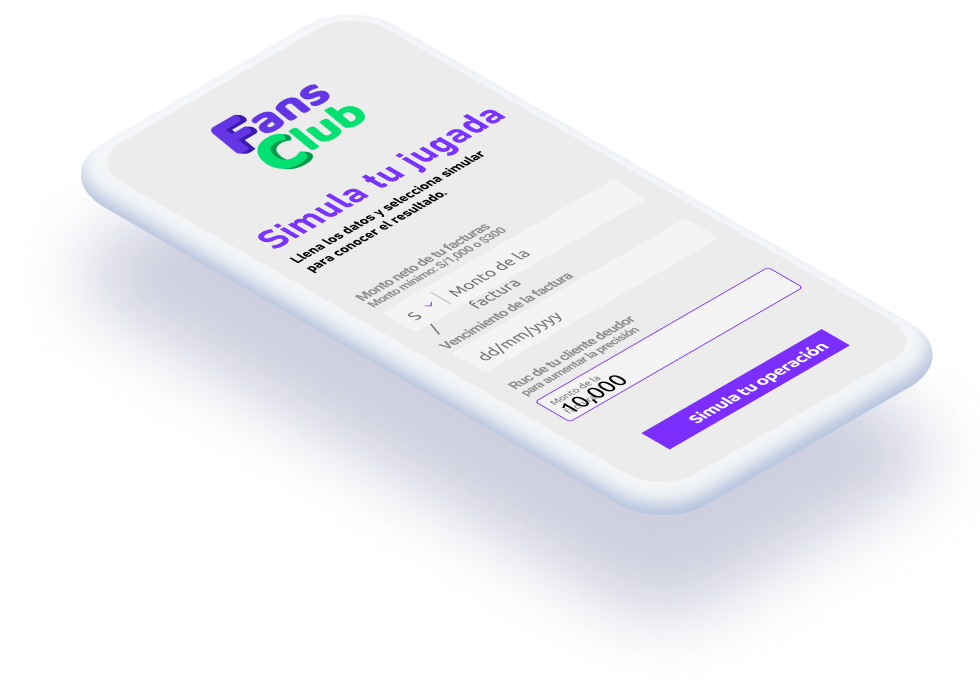 Fans
Club
Simula tu jugada
Llena los datos y selecciona simular
para conocer el resultado.
Monto neto de tu facturas
Monto mínimo: S/1,000 o $300
S
/
Monto de la
factura
Vencimiento de la factura
dd/mm/yyyy
Ruc de tu cliente deudor
para aumentar la precisión
Monto de la
10,000
Simula tu operación